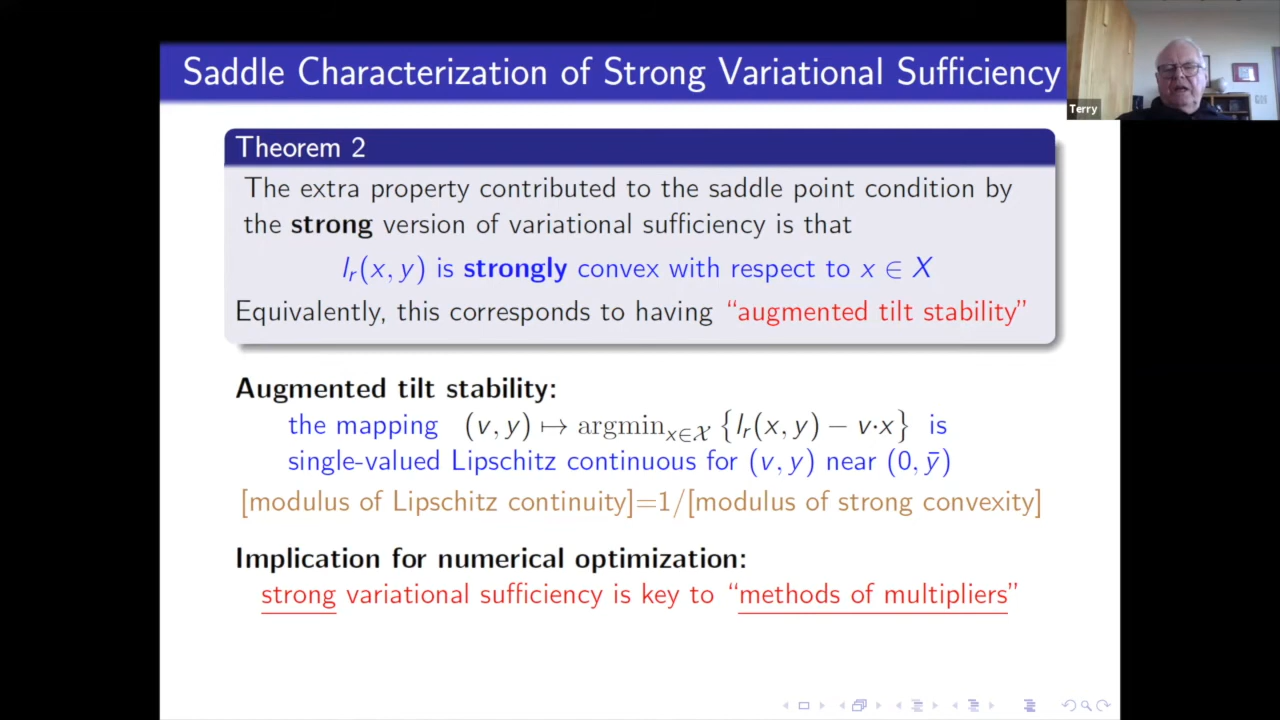 Saddle Characterization of Strong Variational Sufficiency
Terry
Theorem 2
The extra property contributed to the saddle point condition by
the strong version of variational sufficiency is that
l_r(x, y) is strongly convex with respect to x ∈ X
Equivalently, this corresponds to having “augmented tilt stability”
Augmented tilt stability:
the mapping (v, y) ↦ argmin_{x∈𝒳} {l_r(x, y) − v·x} is
single-valued Lipschitz continuous for (v, y) near (0, ȳ)
[modulus of Lipschitz continuity]=1/[modulus of strong convexity]
Implication for numerical optimization:
strong variational sufficiency is key to “methods of multipliers”